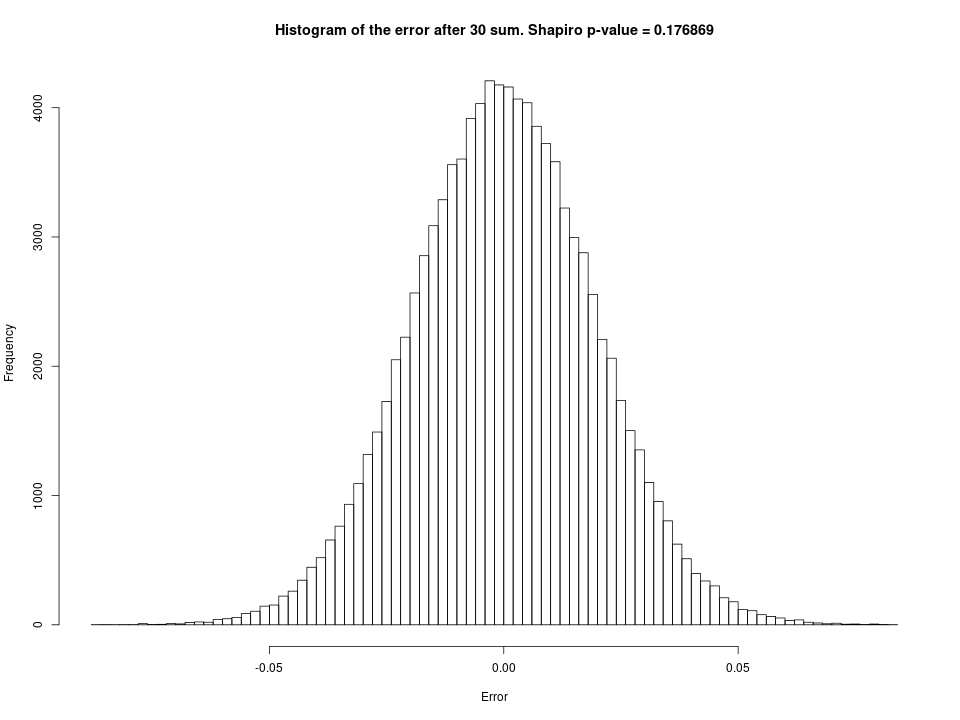 Histogram of the error after 30 sum. Shapiro p-value = 0.176869
Frequency
4000
3000
2000
1000
0
-0.05 0.00 0.05
Error